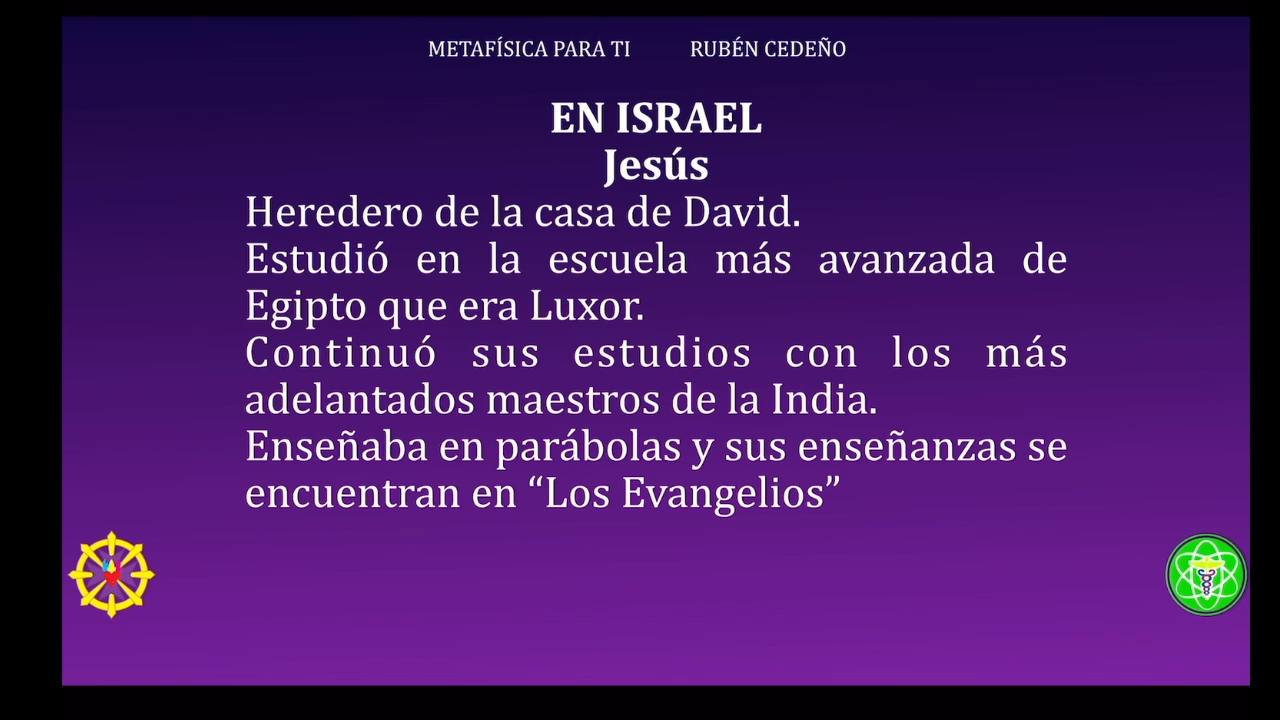 METAFÍSICA PARA TI RUBÉN CEDEÑO
EN ISRAEL
Jesús
Heredero de la casa de David.
Estudió en la escuela más avanzada de
Egipto que era Luxor.
Continuó sus estudios con los más
adelantados maestros de la India.
Enseñaba en parábolas y sus enseñanzas se
encuentran en “Los Evangelios”